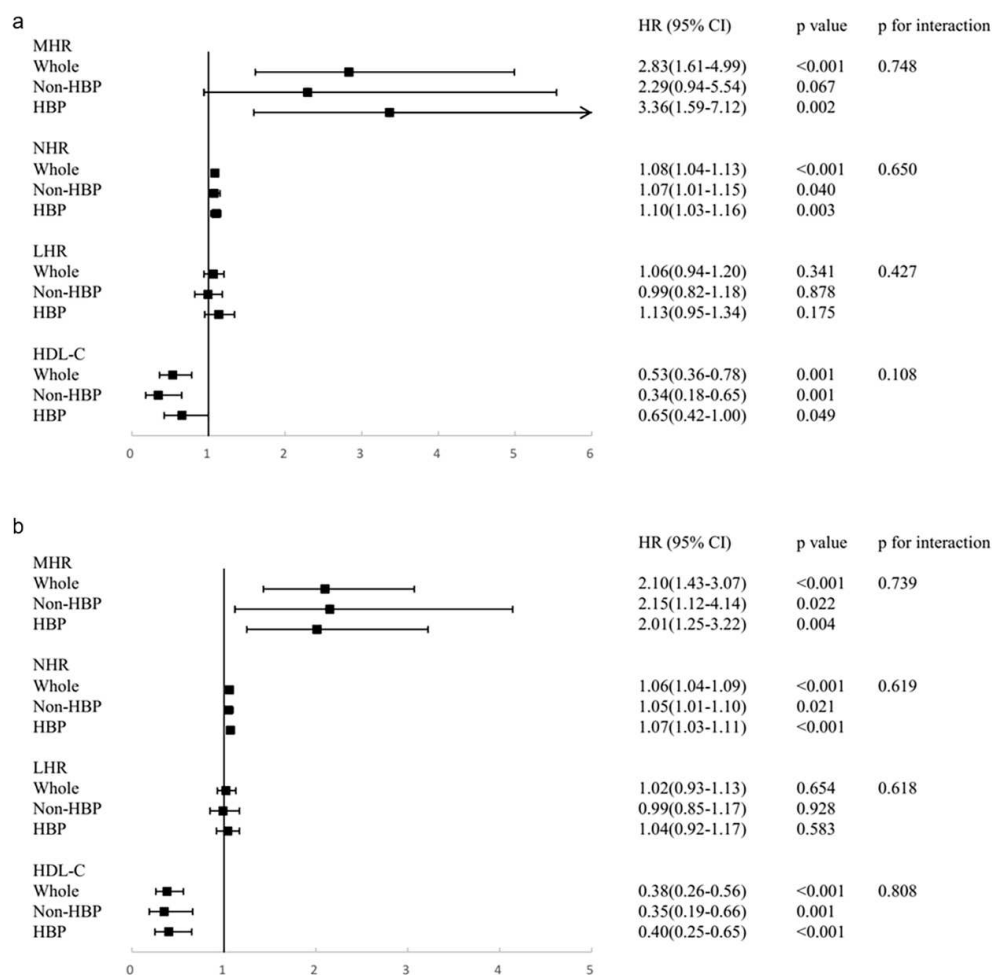 a
HR (95% CI) p value p for interaction
MHR
Whole 2.83(1.61-4.99) <0.001 0.748
Non-HBP 2.29(0.94-5.54) 0.067
HBP 3.36(1.59-7.12) 0.002
NHR
Whole 1.08(1.04-1.13) <0.001 0.650
Non-HBP 1.07(1.01-1.15) 0.040
HBP 1.10(1.03-1.16) 0.003
LHR
Whole 1.06(0.94-1.20) 0.341 0.427
Non-HBP 0.99(0.82-1.18) 0.878
HBP 1.13(0.95-1.34) 0.175
HDL-C
Whole 0.53(0.36-0.78) 0.001 0.108
Non-HBP 0.34(0.18-0.65) 0.001
HBP 0.65(0.42-1.00) 0.049
0 1 2 3 4 5 6
b
HR (95% CI) p value p for interaction
MHR
Whole 2.10(1.43-3.07) <0.001 0.739
Non-HBP 2.15(1.12-4.14) 0.022
HBP 2.01(1.25-3.22) 0.004
NHR
Whole 1.06(1.04-1.09) <0.001 0.619
Non-HBP 1.05(1.01-1.10) 0.021
HBP 1.07(1.03-1.11) <0.001
LHR
Whole 1.02(0.93-1.13) 0.654 0.618
Non-HBP 0.99(0.85-1.17) 0.928
HBP 1.04(0.92-1.17) 0.583
HDL-C
Whole 0.38(0.26-0.56) <0.001 0.808
Non-HBP 0.35(0.19-0.66) 0.001
HBP 0.40(0.25-0.65) <0.001
0 1 2 3 4 5